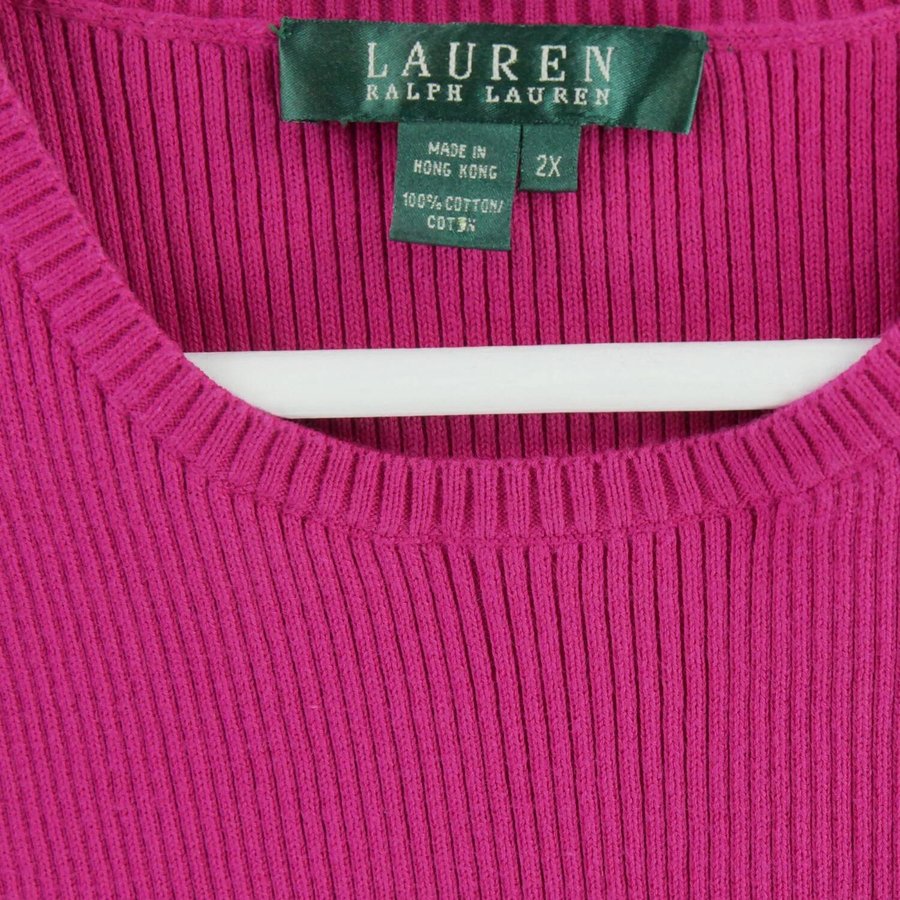 LAUREN
RALPH LAUREN
MADE IN
HONG KONG
2X
100% COTTON/